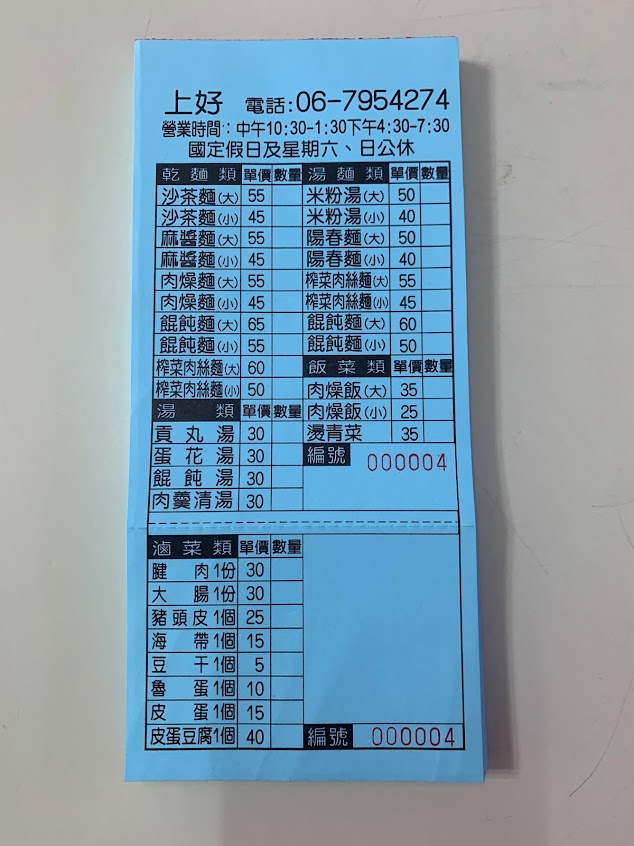 上好 電話:06-7954274
營業時間:中午10:30-1:30下午4:30-7:30
國定假日及星期六、日公休
乾麵類 單價 數量
沙茶麵(大) 55
沙茶麵(小) 45
麻醬麵(大) 55
麻醬麵(小) 45
肉燥麵(大) 55
肉燥麵(小) 45
餛飩麵(大) 65
餛飩麵(小) 55
榨菜肉絲麵(大) 60
榨菜肉絲麵(小) 50
湯類 單價 數量
貢丸湯 30
蛋花湯 30
餛飩湯 30
肉羹清湯 30
湯麵類 單價 數量
米粉湯(大) 50
米粉湯(小) 40
陽春麵(大) 50
陽春麵(小) 40
榨菜肉絲麵(大) 55
榨菜肉絲麵(小) 45
餛飩麵(大) 60
餛飩麵(小) 50
飯菜類 單價 數量
肉燥飯(大) 35
肉燥飯(小) 25
燙青菜 35
編號 000004
滷菜類 單價 數量
腱肉1份 30
大腸1份 30
豬頭皮1個 25
海帶1個 15
豆干1個 5
魯蛋1個 10
皮蛋1個 15
皮蛋豆腐1個 40
編號 000004